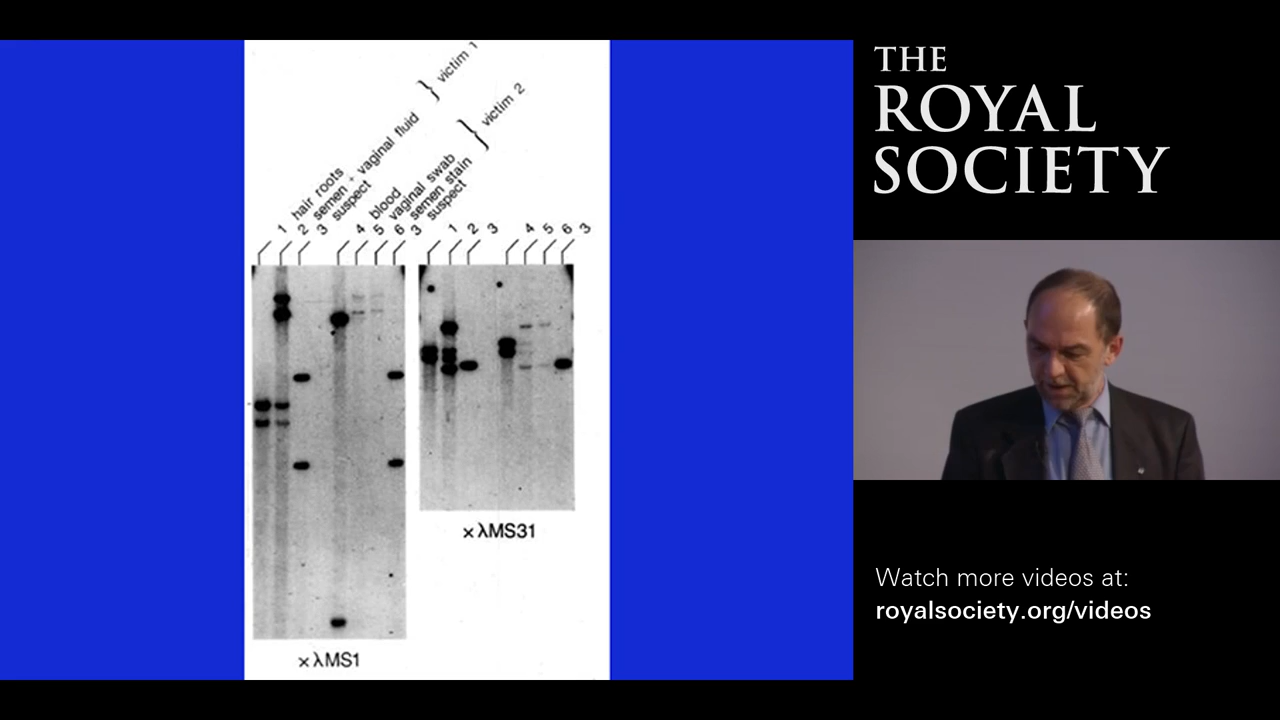 victim 1
victim 2
hair roots
semen + vaginal fluid
suspect
blood
vaginal swab
semen stain
suspect
1 2 3 4 5 6 3 1 2 3 4 5 6 3
× λMS1
× λMS31
THE
ROYAL
SOCIETY
Watch more videos at:
royalsociety.org/videos